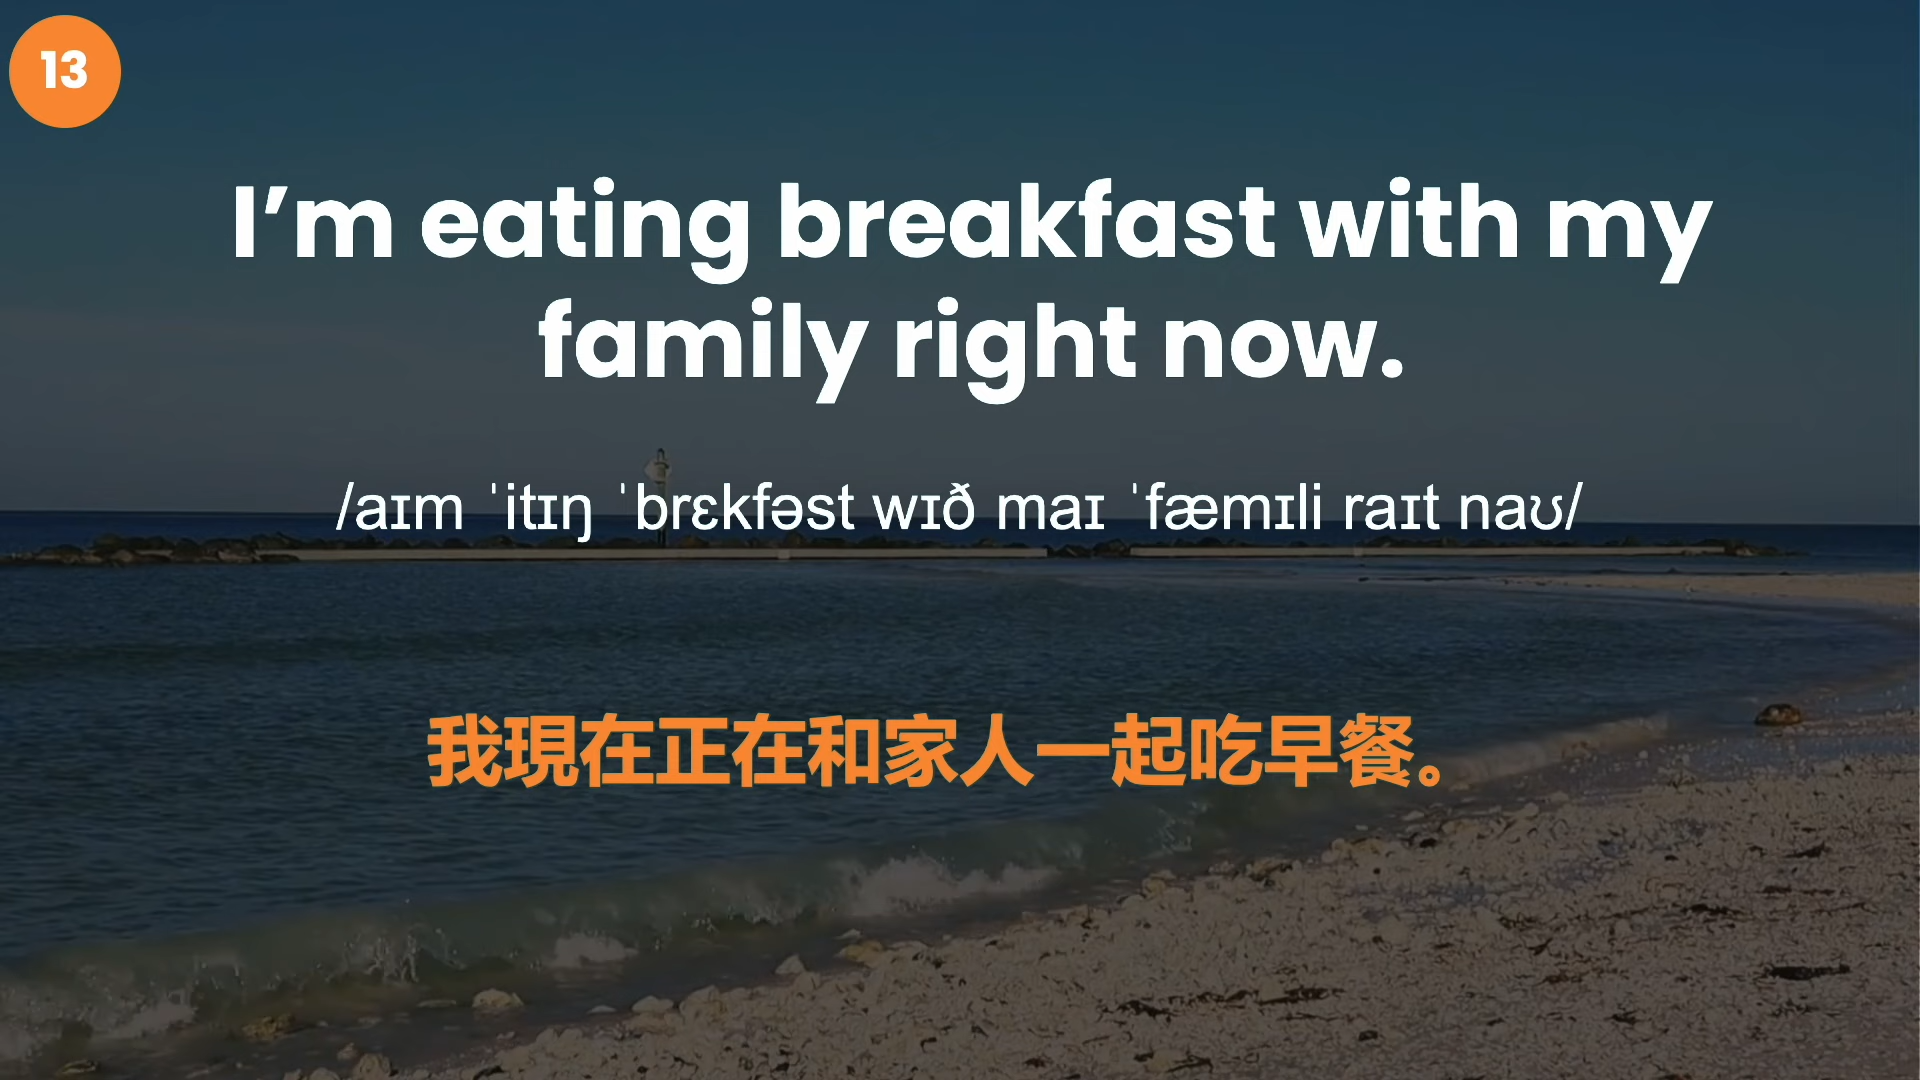 13
I’m eating breakfast with my
family right now.
/aɪm ˈitɪŋ ˈbrɛkfəst wɪð maɪ ˈfæmɪli raɪt naʊ/
我現在正在和家人一起吃早餐。